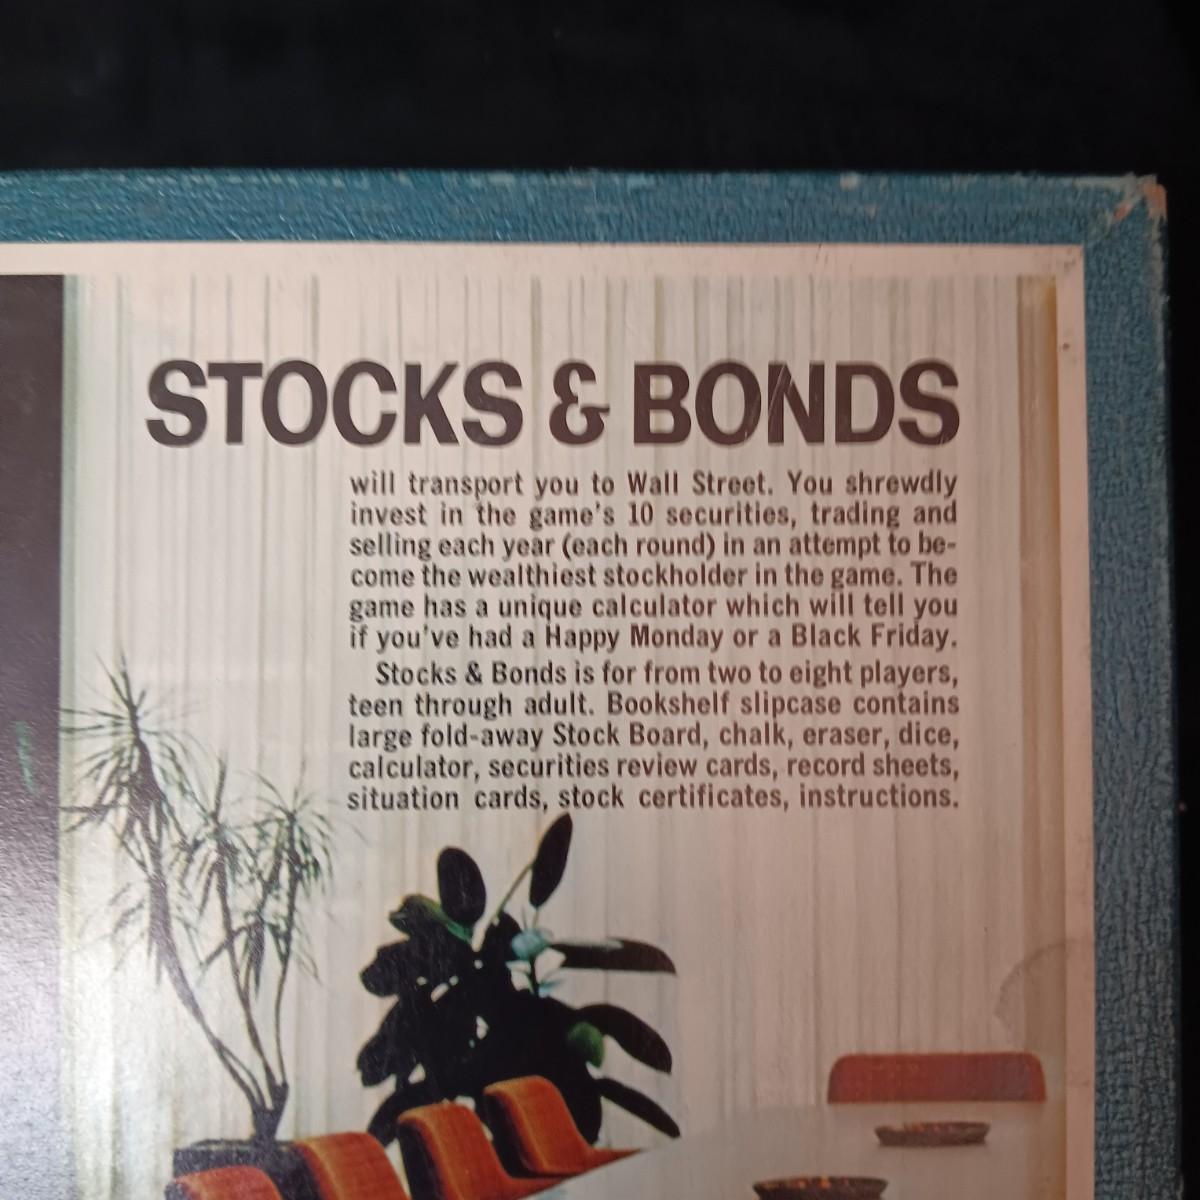 STOCKS & BONDS
will transport you to Wall Street. You shrewdly
invest in the game's 10 securities, trading and
selling each year (each round) in an attempt to be-
come the wealthiest stockholder in the game. The
game has a unique calculator which will tell you
if you've had a Happy Monday or a Black Friday.
Stocks & Bonds is for from two to eight players,
teen through adult. Bookshelf slipcase contains
large fold-away Stock Board, chalk, eraser, dice,
calculator, securities review cards, record sheets,
situation cards, stock certificates, instructions.